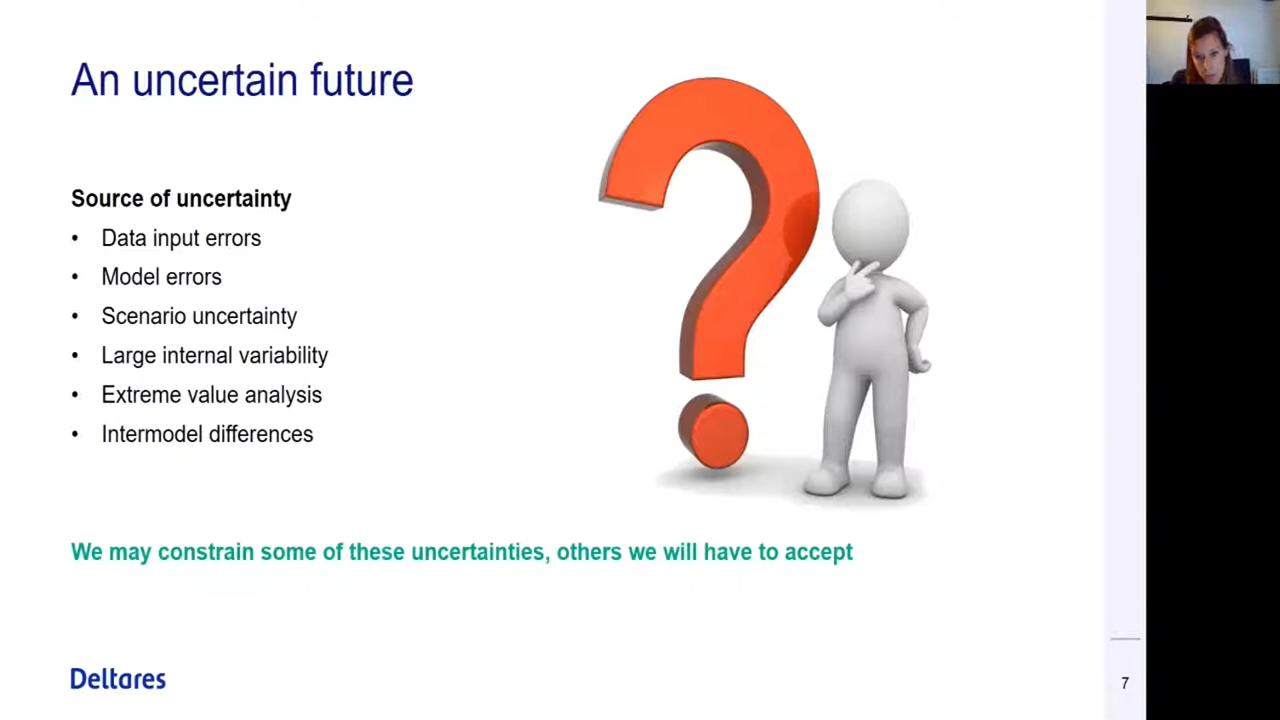 An uncertain future
Source of uncertainty
• Data input errors
• Model errors
• Scenario uncertainty
• Large internal variability
• Extreme value analysis
• Intermodel differences
We may constrain some of these uncertainties, others we will have to accept
Deltares
7